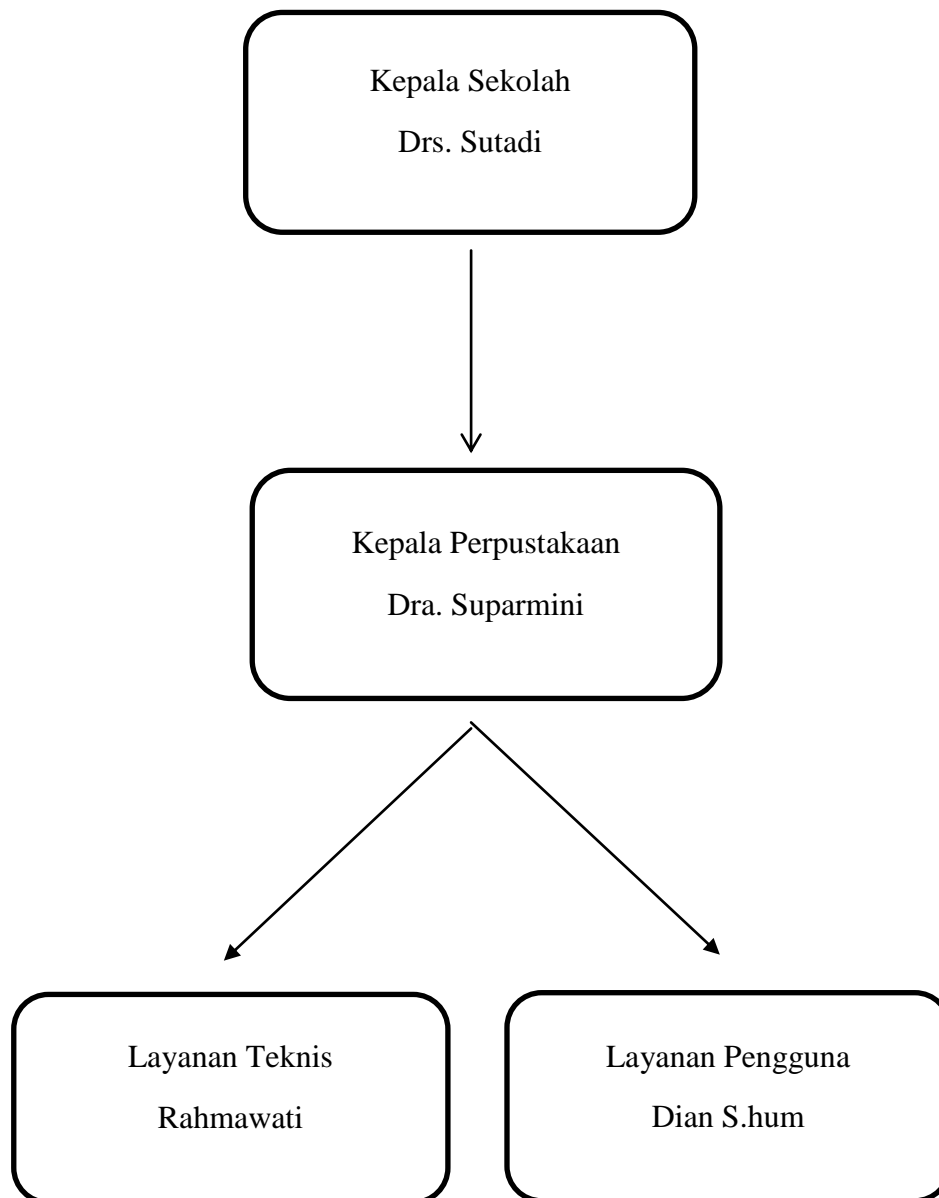 Kepala Sekolah
Drs. Sutadi
Kepala Perpustakaan
Dra. Suparmini
Layanan Teknis
Rahmawati
Layanan Pengguna
Dian S.hum